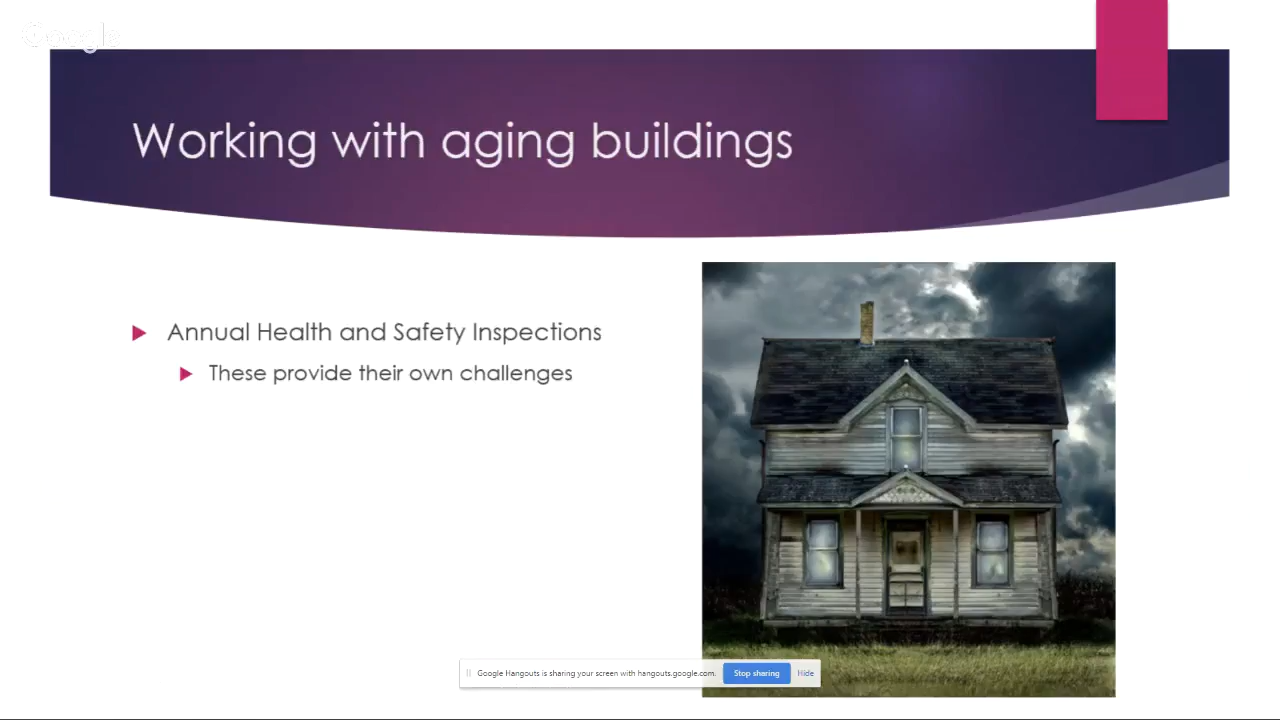 Google
Working with aging buildings
Annual Health and Safety Inspections
These provide their own challenges
Google Hangouts is sharing your screen with hangouts.google.com. Stop sharing Hide